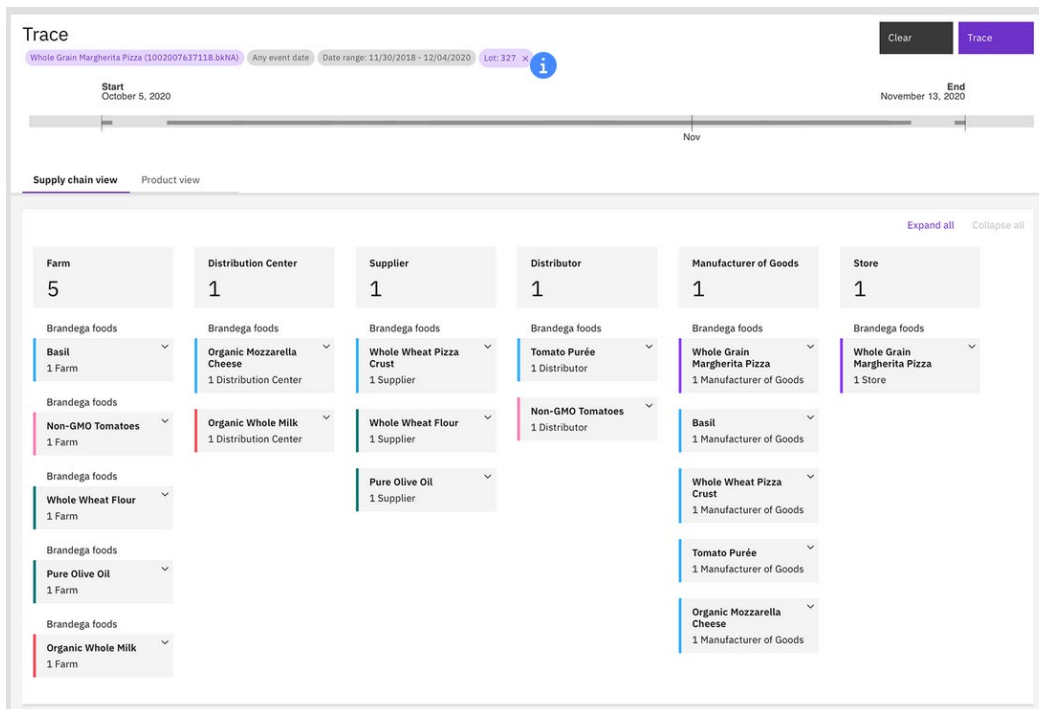 Trace
Clear
Trace
Whole Grain Margherita Pizza (1002007637118.bkNA)
Any event date
Date range: 11/30/2018 - 12/04/2020
Lot: 327 ×
i
Start
October 5, 2020
End
November 13, 2020
Nov
Supply chain view
Product view
Expand all
Collapse all
Farm
5
Brandega foods
Basil
1 Farm
Brandega foods
Non-GMO Tomatoes
1 Farm
Brandega foods
Whole Wheat Flour
1 Farm
Brandega foods
Pure Olive Oil
1 Farm
Brandega foods
Organic Whole Milk
1 Farm
Distribution Center
1
Brandega foods
Organic Mozzarella
Cheese
1 Distribution Center
Organic Whole Milk
1 Distribution Center
Supplier
1
Brandega foods
Whole Wheat Pizza
Crust
1 Supplier
Whole Wheat Flour
1 Supplier
Pure Olive Oil
1 Supplier
Distributor
1
Brandega foods
Tomato Purée
1 Distributor
Non-GMO Tomatoes
1 Distributor
Manufacturer of Goods
1
Brandega foods
Whole Grain
Margherita Pizza
1 Manufacturer of Goods
Basil
1 Manufacturer of Goods
Whole Wheat Pizza
Crust
1 Manufacturer of Goods
Tomato Purée
1 Manufacturer of Goods
Organic Mozzarella
Cheese
1 Manufacturer of Goods
Store
1
Brandega foods
Whole Grain
Margherita Pizza
1 Store